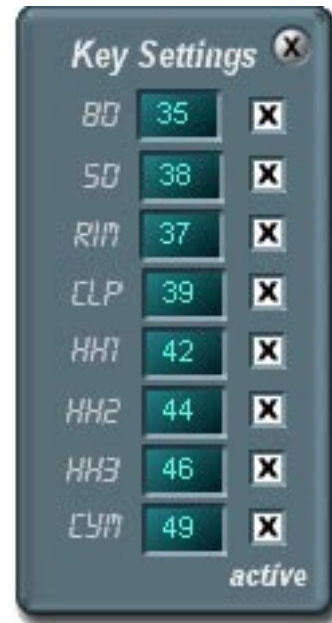 Key Settings X
BD 35 X
SD 38 X
RIM 37 X
CLP 39 X
HH1 42 X
HH2 44 X
HH3 46 X
CYM 49 X
active